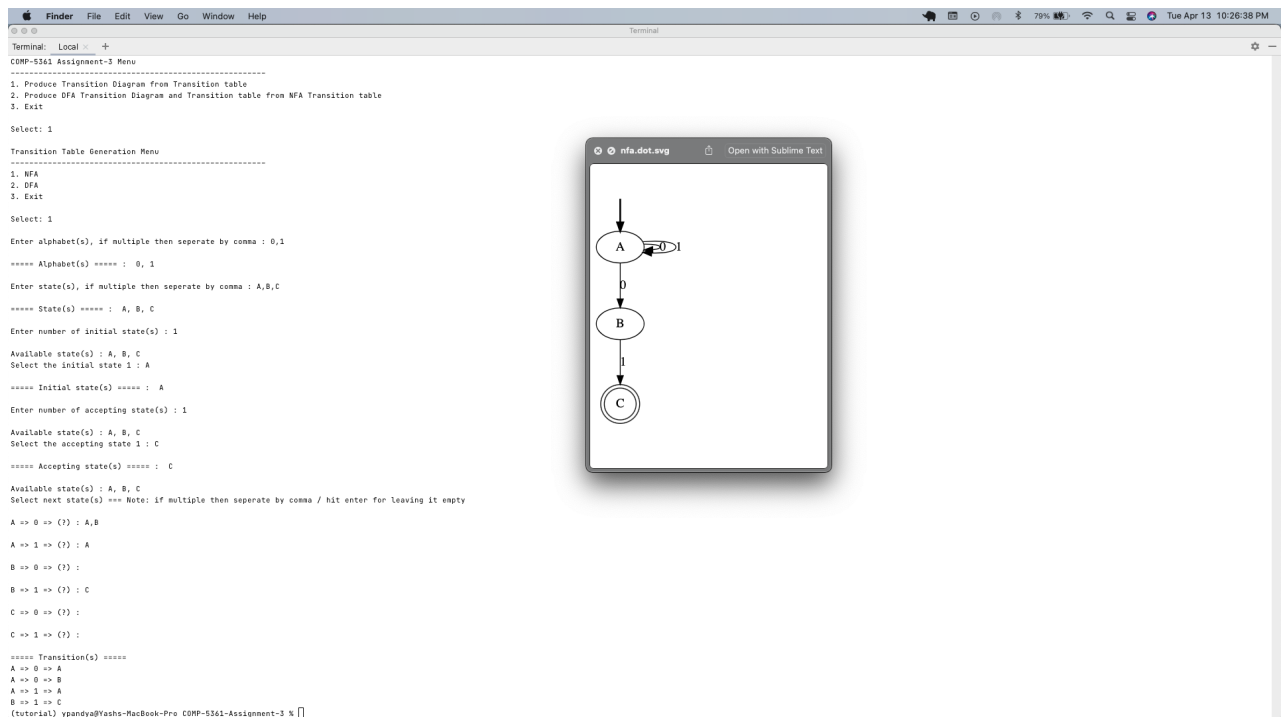 Finder File Edit View Go Window Help 79% Tue Apr 13 10:26:38 PM
Terminal
Terminal: Local × +
COMP-5361 Assignment-3 Menu
-------------------------------------------------------
1. Produce Transition Diagram from Transition table
2. Produce DFA Transition Diagram and Transition table from NFA Transition table
3. Exit
Select: 1
Transition Table Generation Menu
-------------------------------------------------------
1. NFA
2. DFA
3. Exit
Select: 1
Enter alphabet(s), if multiple then seperate by comma : 0,1
===== Alphabet(s) ===== :  0, 1
Enter state(s), if multiple then seperate by comma : A,B,C
===== State(s) ===== :  A, B, C
Enter number of initial state(s) : 1
Available state(s) : A, B, C
Select the initial state 1 : A
===== Initial state(s) ===== :  A
Enter number of accepting state(s) : 1
Available state(s) : A, B, C
Select the accepting state 1 : C
===== Accepting state(s) ===== :  C
Available state(s) : A, B, C
Select next state(s) === Note: if multiple then seperate by comma / hit enter for leaving it empty
A => 0 => (?) : A,B
A => 1 => (?) : A
B => 0 => (?) :
B => 1 => (?) : C
C => 0 => (?) :
C => 1 => (?) :
===== Transition(s) =====
A => 0 => A
A => 0 => B
A => 1 => A
B => 1 => C
(tutorial) ypandya@Yashs-MacBook-Pro COMP-5361-Assignment-3 %
nfa.dot.svg Open with Sublime Text
A 0 1
0
B
1
C